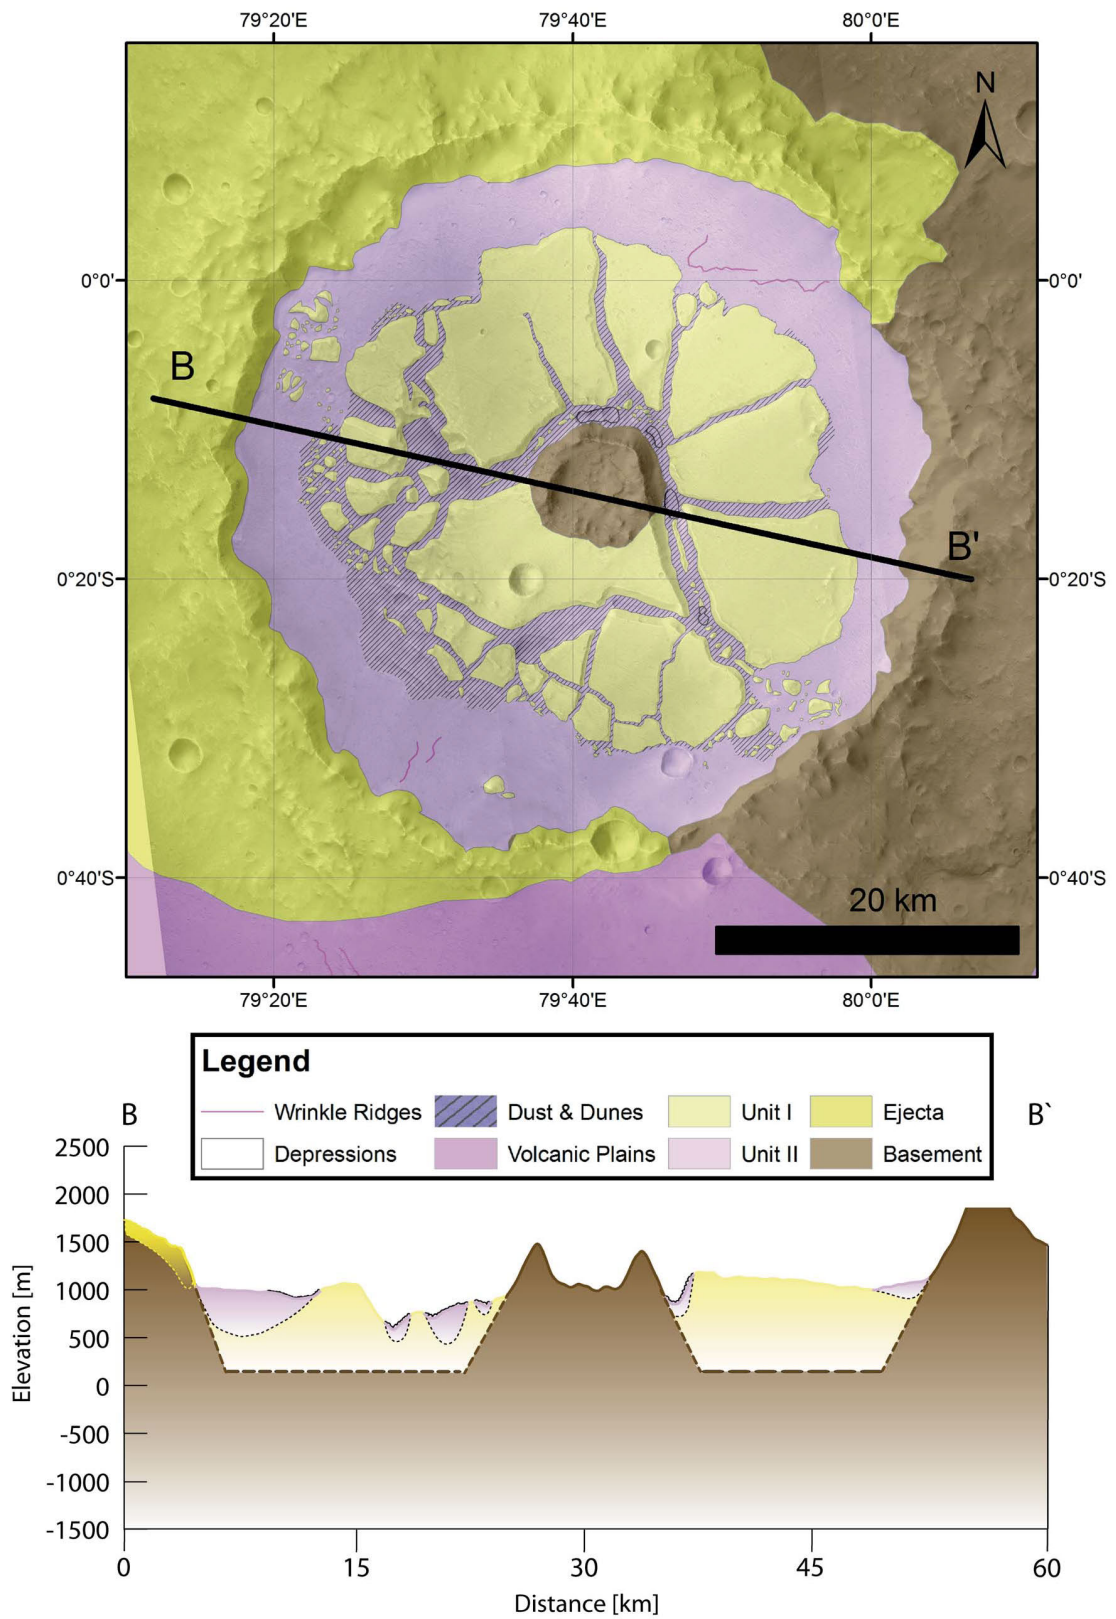 79°20'E 79°40'E 80°0'E
N
0°0' 0°0'
B
B'
0°20'S 0°20'S
0°40'S 0°40'S
20 km
79°20'E 79°40'E 80°0'E
Legend
Wrinkle Ridges Dust & Dunes Unit I Ejecta
Depressions Volcanic Plains Unit II Basement
B B`
2500
2000
1500
1000
500
0
-500
-1000
-1500
Elevation [m]
0 15 30 45 60
Distance [km]